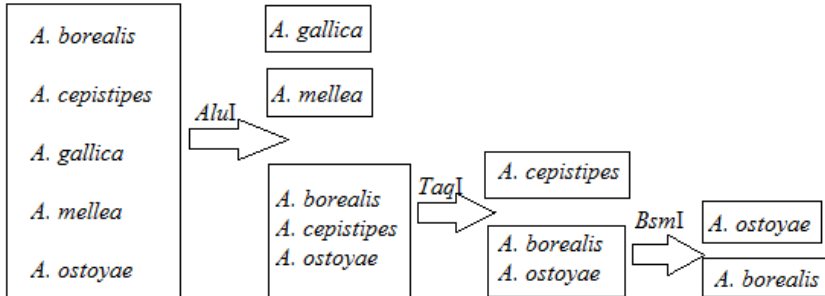 A. borealis
A. cepistipes
A. gallica
A. mellea
A. ostoyae
AluI
A. gallica
A. mellea
A. borealis
A. cepistipes
A. ostoyae
TaqI
A. cepistipes
A. borealis
A. ostoyae
BsmI
A. ostoyae
A. borealis